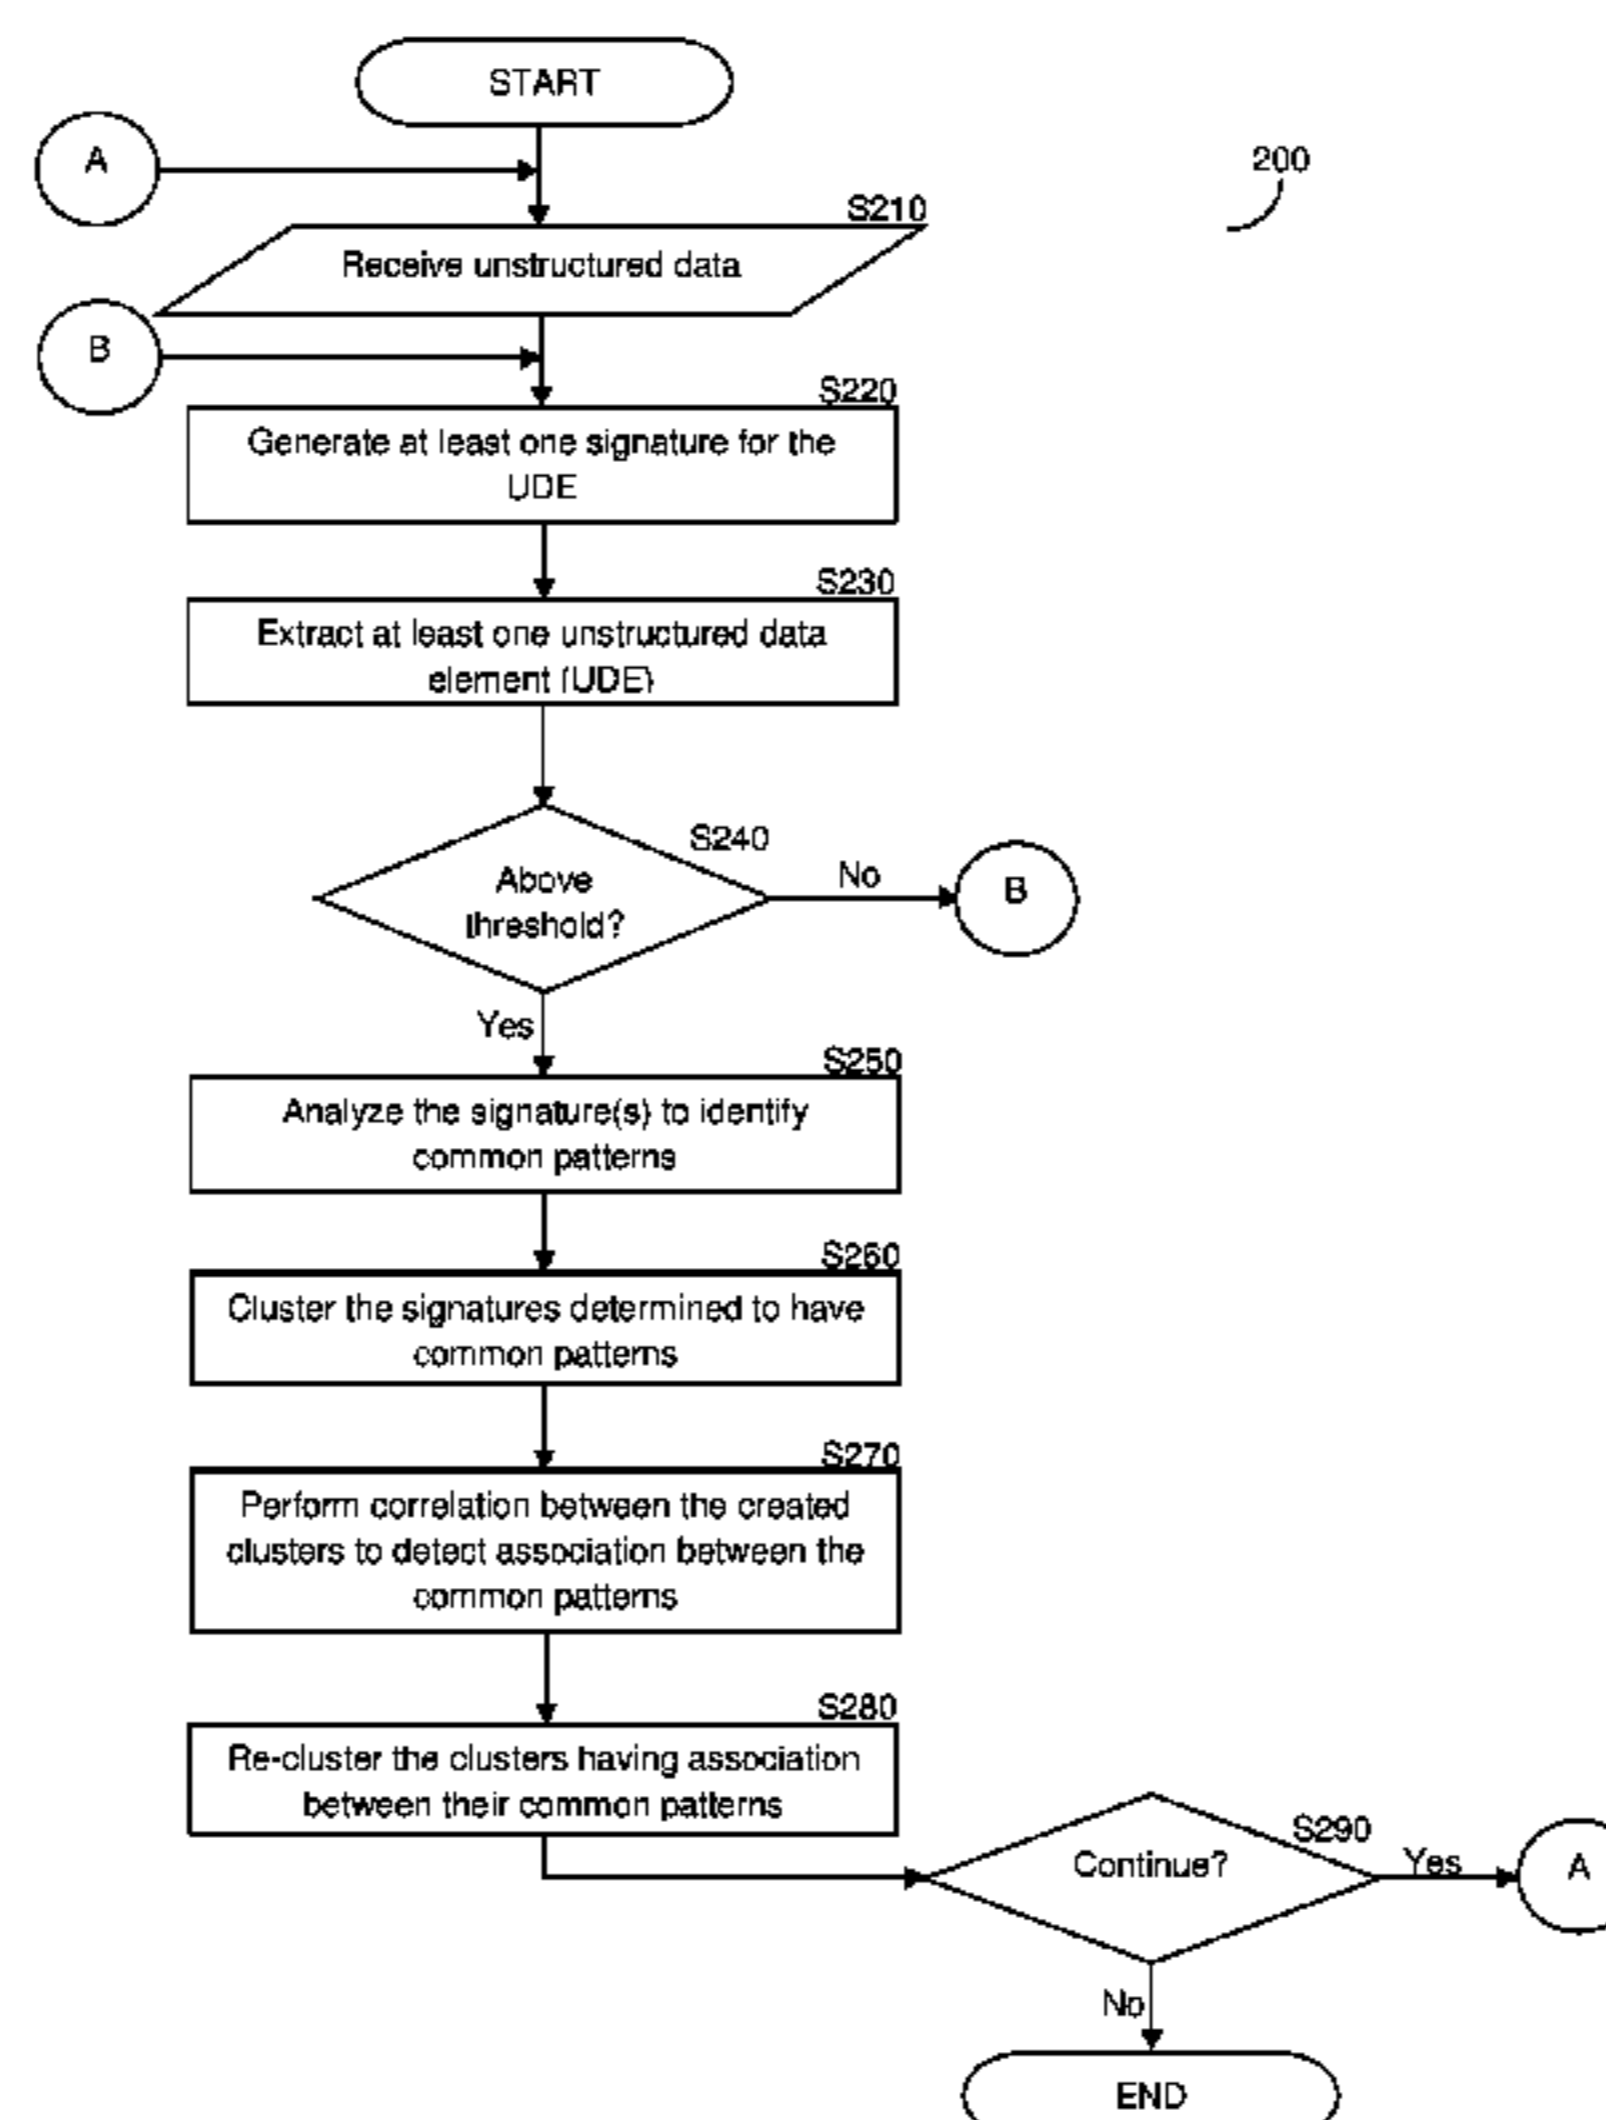 START
A
200
S210
Receive unstructured data
B
S220
Generate at least one signature for the
UDE
S230
Extract at least one unstructured data
element (UDE)
S240
Above
threshold?
No
B
Yes
S250
Analyze the signature(s) to identify
common patterns
S260
Cluster the signatures determined to have
common patterns
S270
Perform correlation between the created
clusters to detect association between the
common patterns
S280
Re-cluster the clusters having association
between their common patterns
S290
Continue?
Yes
A
No
END